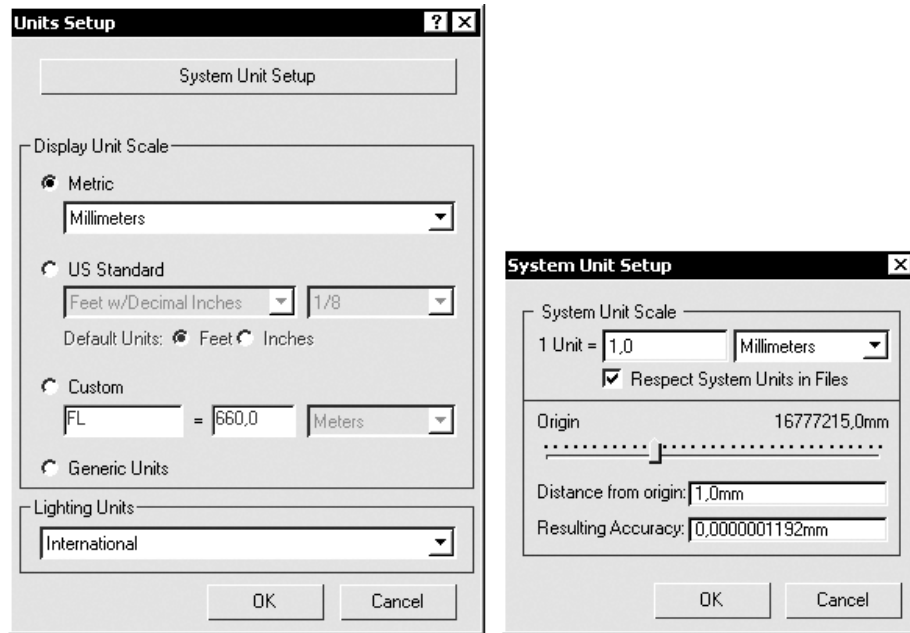 Units Setup
System Unit Setup
Display Unit Scale
Metric
Millimeters
US Standard
Feet w/Decimal Inches 1/8
Default Units: Feet Inches
Custom
FL = 660,0 Meters
Generic Units
Lighting Units
International
OK Cancel
System Unit Setup
System Unit Scale
1 Unit = 1,0 Millimeters
Respect System Units in Files
Origin 16777215,0mm
Distance from origin: 1,0mm
Resulting Accuracy: 0,0000001192mm
OK Cancel